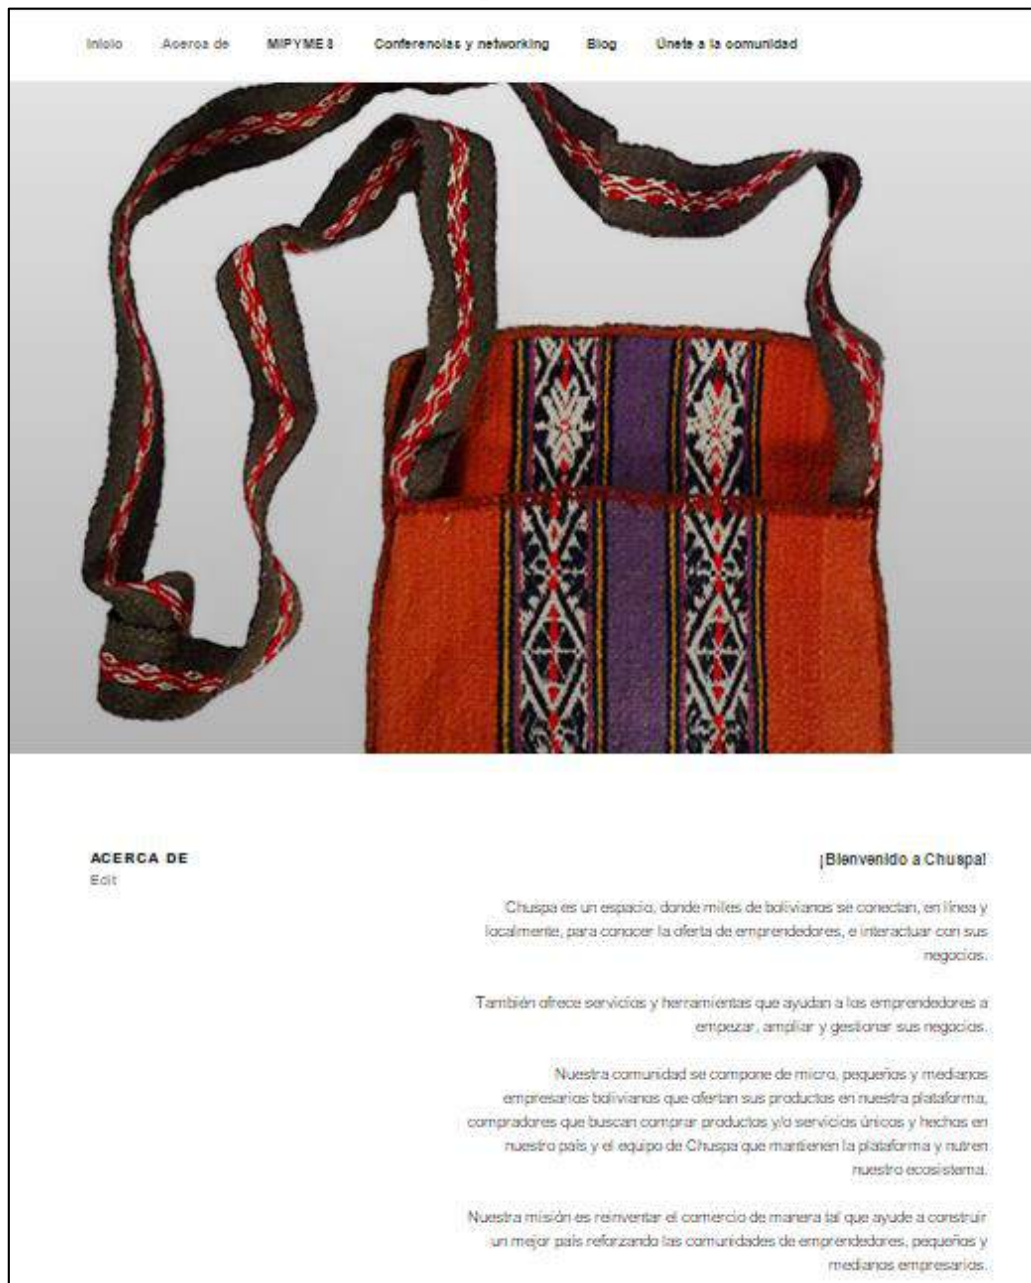 Inicio Acerca de MIPYMES Conferencias y networking Blog Únete a la comunidad
ACERCA DE
Edit
¡Bienvenido a Chuspa!
Chuspa es un espacio, donde miles de bolivianos se conectan, en línea y
localmente, para conocer la oferta de emprendedores, e interactuar con sus
negocios.
También ofrece servicios y herramientas que ayudan a los emprendedores a
empezar, ampliar y gestionar sus negocios.
Nuestra comunidad se compone de micro, pequeños y medianos
empresarios bolivianos que ofertan sus productos en nuestra plataforma,
compradores que buscan comprar productos y/o servicios únicos y hechos en
nuestro país y el equipo de Chuspa que mantienen la plataforma y nutren
nuestro ecosistema.
Nuestra misión es reinventar el comercio de manera tal que ayude a construir
un mejor país reforzando las comunidades de emprendedores, pequeños y
medianos empresarios.